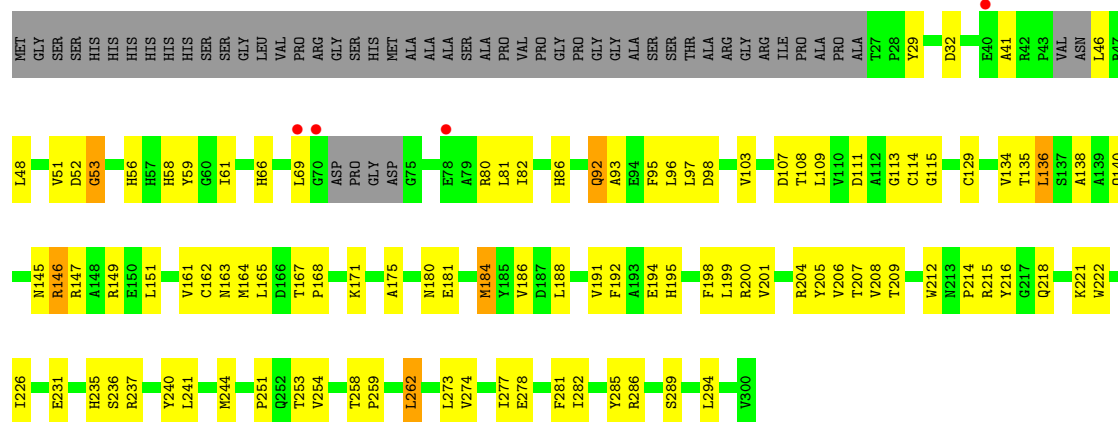 MET GLY SER SER HIS HIS HIS HIS HIS HIS SER SER GLY LEU VAL PRO ARG GLY SER HIS MET ALA ALA ALA SER ALA PRO VAL PRO GLY PRO GLY GLY ALA SER SER THR ALA ARG GLY ARG ILE PRO ALA PRO ALA T27 P28 Y29 D32 E40 A41 R42 P43 VAL ASN L46 R47
L48 V51 D52 G53 H56 H57 H58 Y59 G60 I61 H66 L69 G70 ASP PRO GLY ASP G75 E78 A79 R80 L81 I82 H86 Q92 A93 E94 F95 L96 L97 D98 V103 D107 T108 L109 V110 D111 A112 G113 C114 G115 C129 V134 T135 L136 S137 A138 A139 Q140
N145 R146 R147 A148 R149 E150 L151 V161 C162 N163 M164 L165 D166 T167 P168 K171 A175 N180 E181 M184 Y185 V186 D187 L188 V191 F192 A193 E194 H195 F198 L199 R200 V201 R204 Y205 V206 T207 V208 T209 W212 N213 P214 R215 Y216 G217 Q218 K221 W222
I226 E231 H235 S236 R237 Y240 L241 M244 P251 Q252 T253 V254 T258 P259 L262 L273 V274 I277 E278 F281 I282 Y285 R286 S289 L294 V300